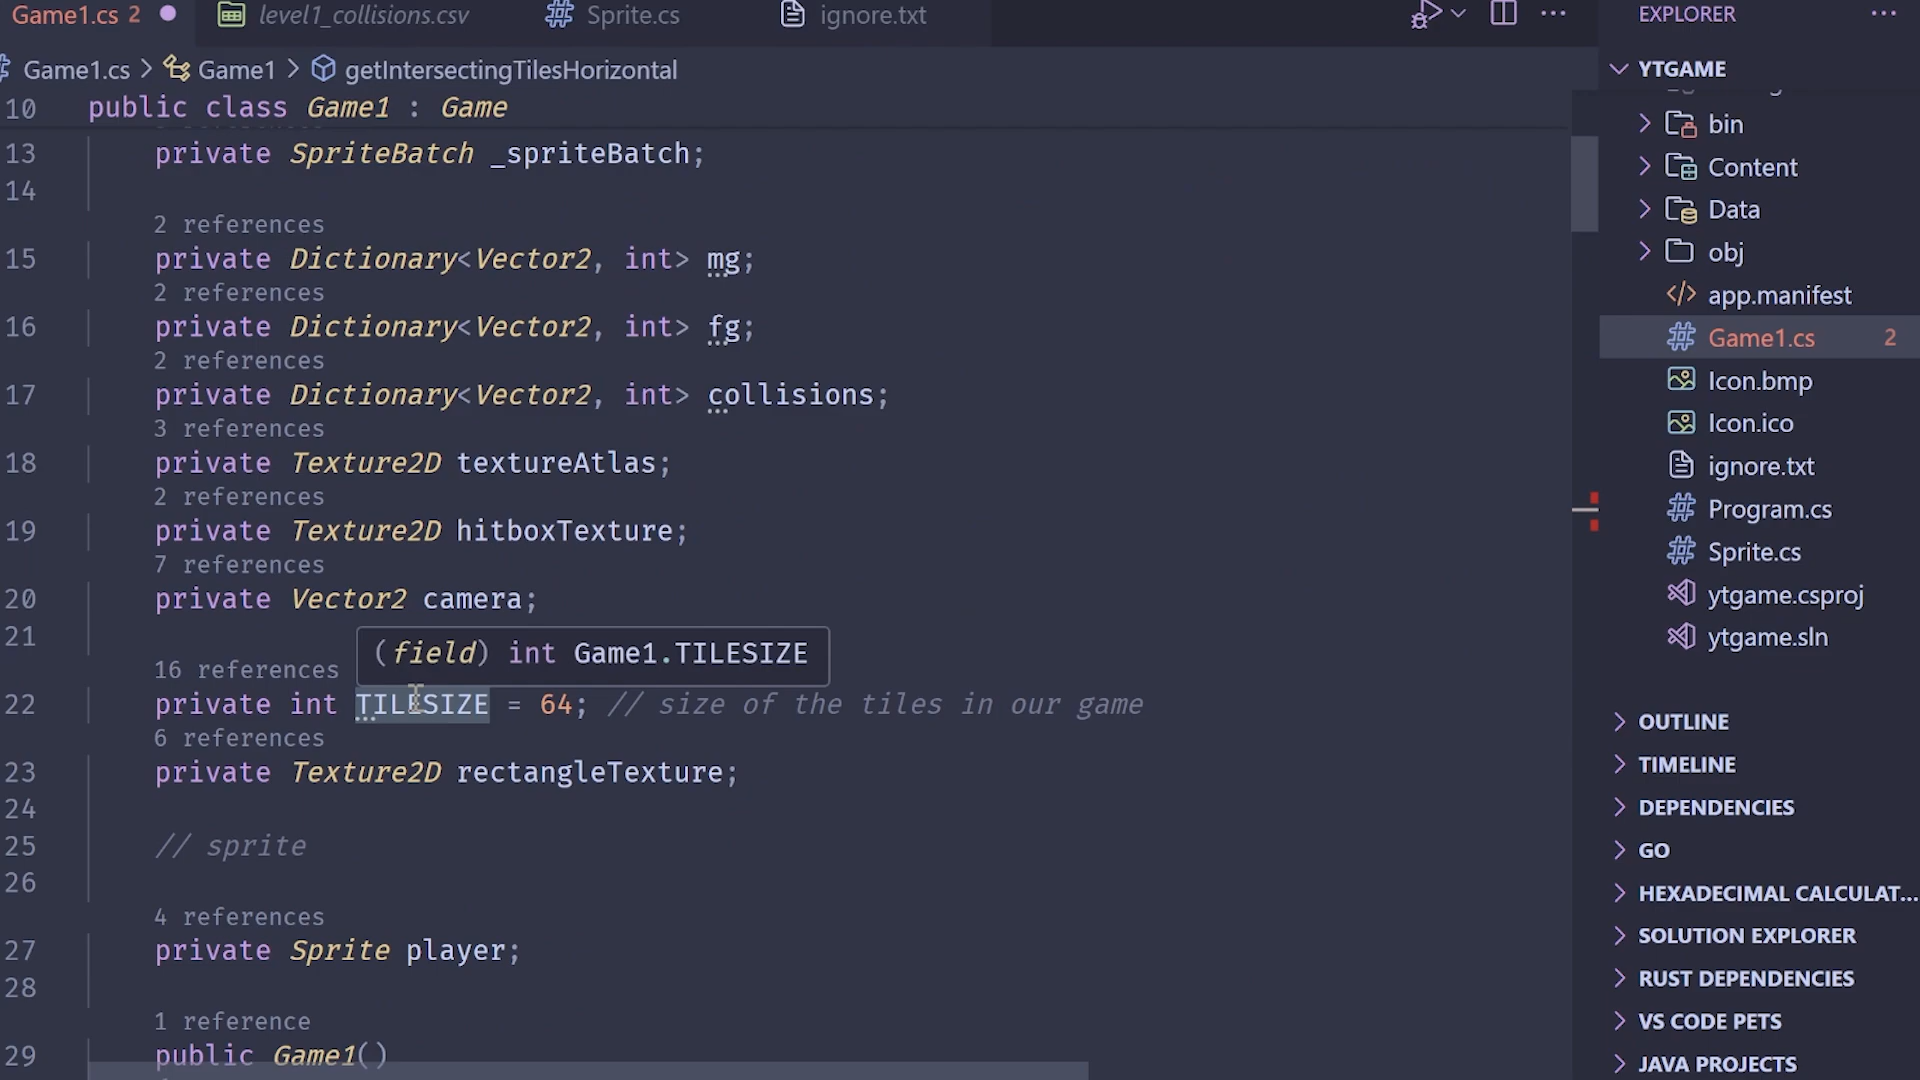 Game1.cs 2
level1_collisions.csv
Sprite.cs
ignore.txt
Game1.cs > Game1 > getIntersectingTilesHorizontal
10 public class Game1 : Game
13 private SpriteBatch _spriteBatch;
14
2 references
15 private Dictionary<Vector2, int> mg;
2 references
16 private Dictionary<Vector2, int> fg;
2 references
17 private Dictionary<Vector2, int> collisions;
3 references
18 private Texture2D textureAtlas;
2 references
19 private Texture2D hitboxTexture;
7 references
20 private Vector2 camera;
21
(field) int Game1.TILESIZE
16 references
22 private int TILESIZE = 64; // size of the tiles in our game
6 references
23 private Texture2D rectangleTexture;
24
25 // sprite
26
4 references
27 private Sprite player;
28
1 reference
29 public Game1()
EXPLORER
YTGAME
bin
Content
Data
obj
app.manifest
Game1.cs 2
Icon.bmp
Icon.ico
ignore.txt
Program.cs
Sprite.cs
ytgame.csproj
ytgame.sln
OUTLINE
TIMELINE
DEPENDENCIES
GO
HEXADECIMAL CALCULAT...
SOLUTION EXPLORER
RUST DEPENDENCIES
VS CODE PETS
JAVA PROJECTS